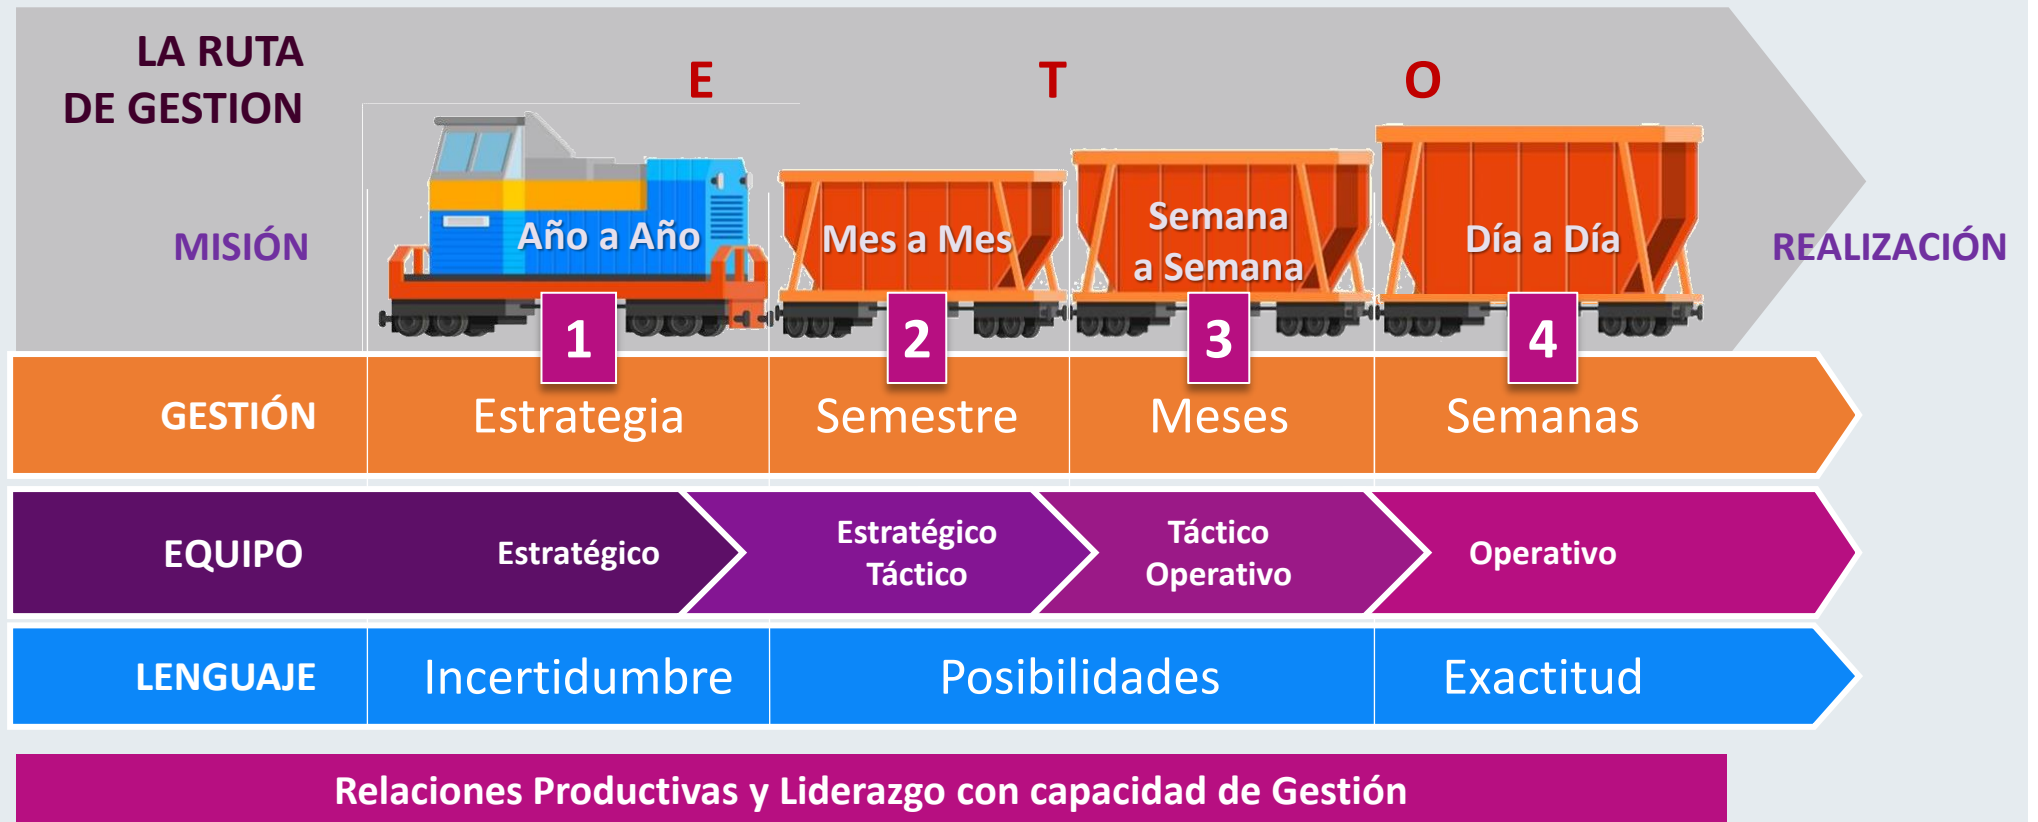 LA RUTA
DE GESTION
E
T
O
MISIÓN
Año a Año
Mes a Mes
Semana
a Semana
Día a Día
REALIZACIÓN
1
2
3
4
GESTIÓN
Estrategia
Semestre
Meses
Semanas
EQUIPO
Estratégico
Estratégico
Táctico
Táctico
Operativo
Operativo
LENGUAJE
Incertidumbre
Posibilidades
Exactitud
Relaciones Productivas y Liderazgo con capacidad de Gestión